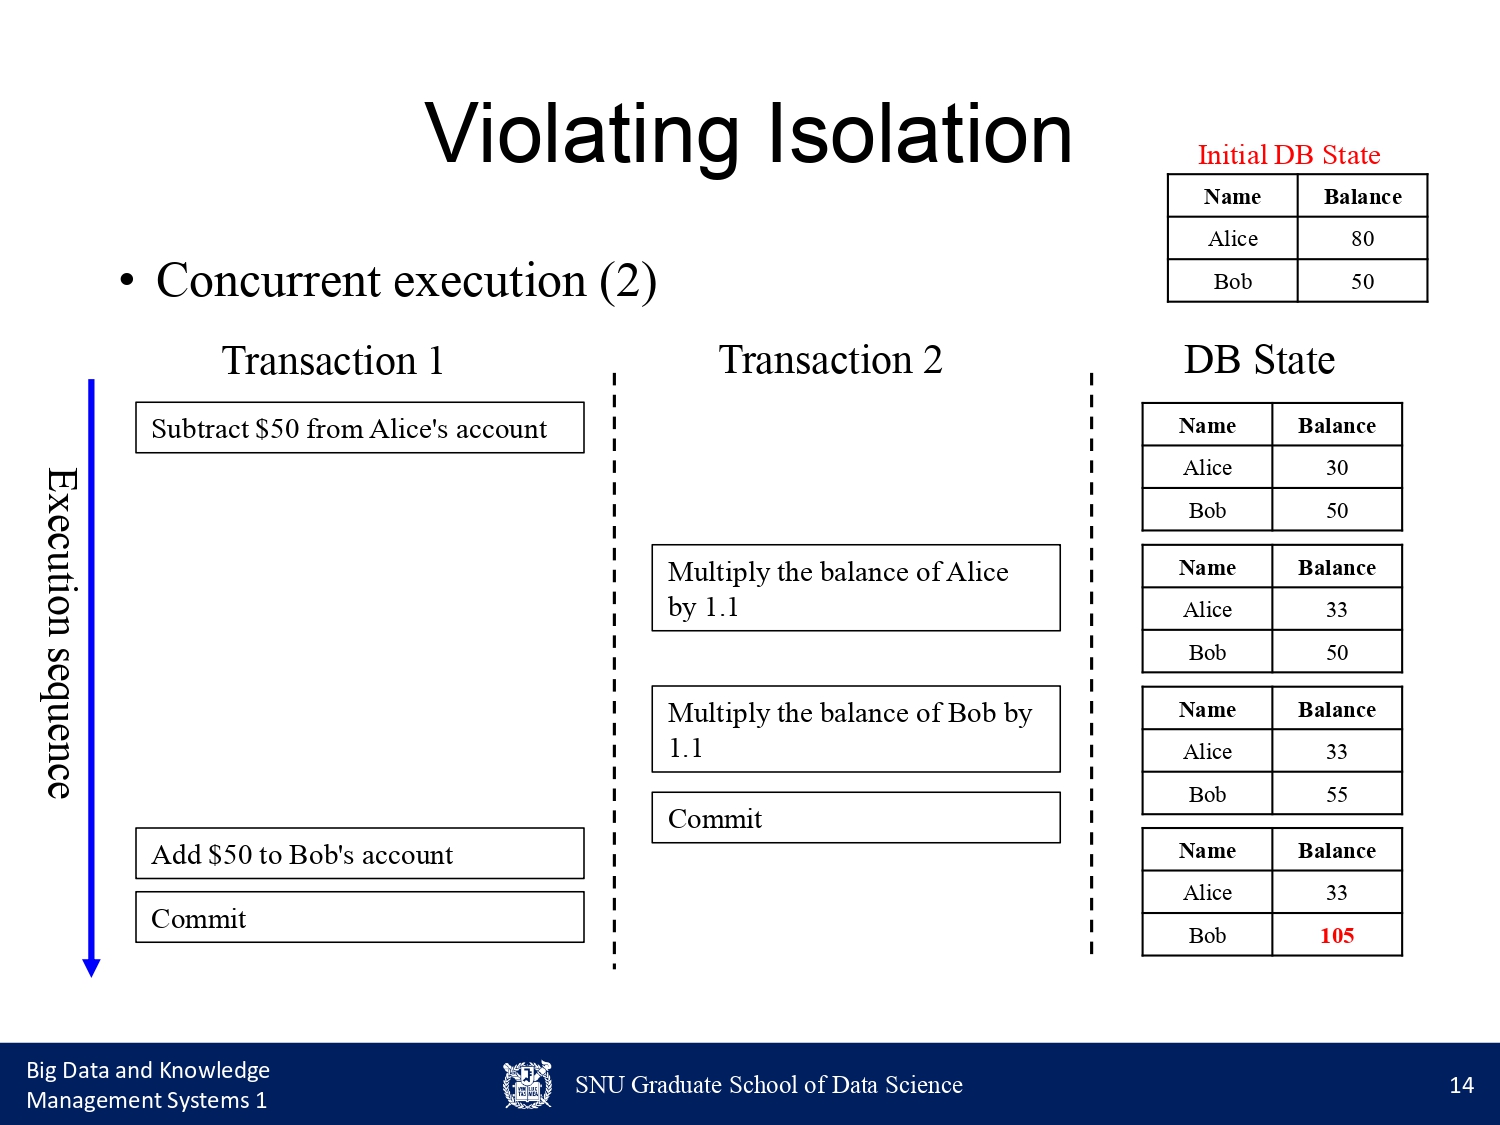 Violating Isolation
Initial DB State
Name Balance
Alice 80
Bob 50
• Concurrent execution (2)
Transaction 1 Transaction 2 DB State
Execution sequence
Subtract $50 from Alice's account
Name Balance
Alice 30
Bob 50
Multiply the balance of Alice
by 1.1
Name Balance
Alice 33
Bob 50
Multiply the balance of Bob by
1.1
Name Balance
Alice 33
Bob 55
Commit
Add $50 to Bob's account
Commit
Name Balance
Alice 33
Bob 105
Big Data and Knowledge
Management Systems 1
SNU Graduate School of Data Science
14